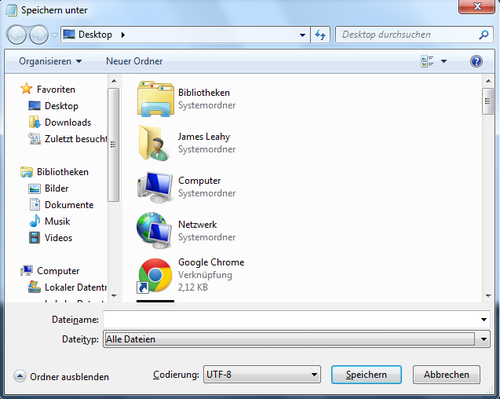 Speichern unter
Desktop
Desktop durchsuchen
Organisieren
Neuer Ordner
Favoriten
Desktop
Downloads
Zuletzt besucht
Bibliotheken
Bilder
Dokumente
Musik
Videos
Computer
Lokaler Datentr
Bibliotheken
Systemordner
James Leahy
Systemordner
Computer
Systemordner
Netzwerk
Systemordner
Google Chrome
Verknüpfung
2,12 KB
Dateiname:
Dateityp: Alle Dateien
Ordner ausblenden
Codierung: UTF-8
Speichern
Abbrechen